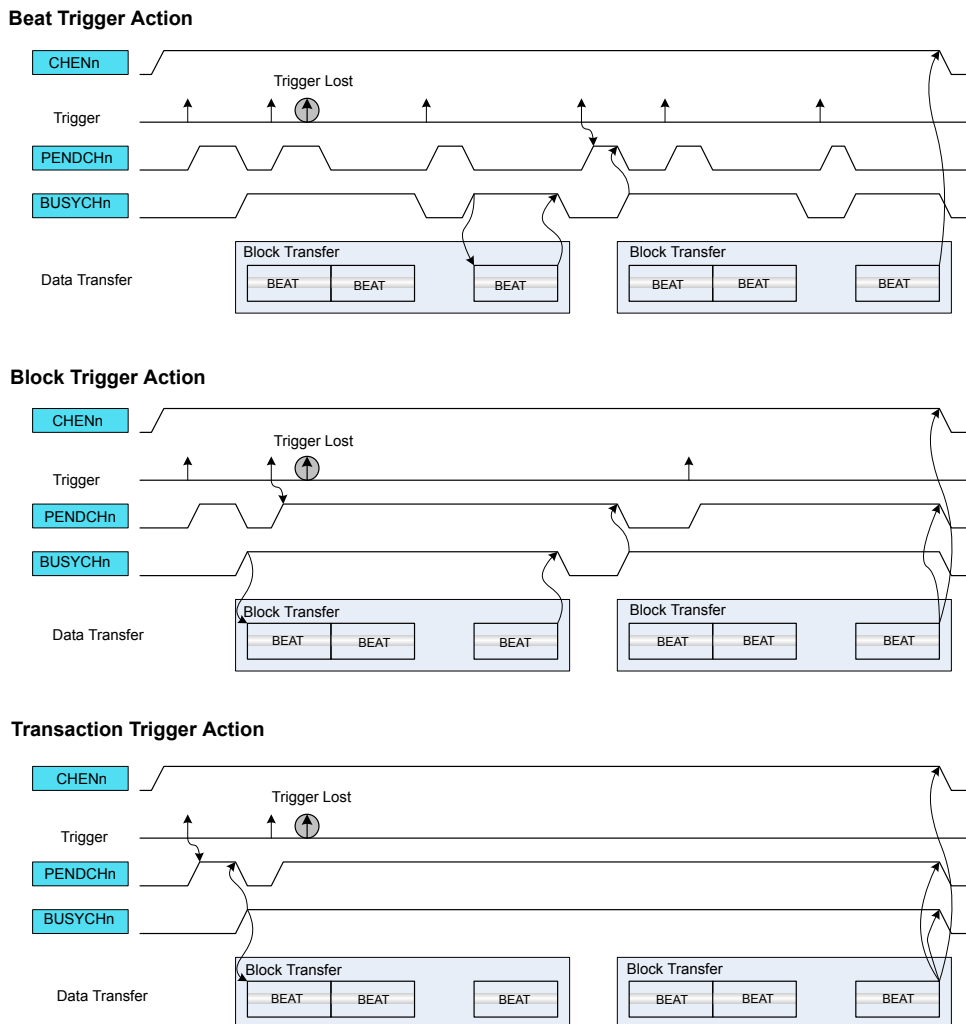 Beat Trigger Action
CHENn
Trigger Lost
Trigger
PENDCHn
BUSYCHn
Block Transfer
Block Transfer
Data Transfer
BEAT
BEAT
BEAT
BEAT
BEAT
BEAT
Block Trigger Action
CHENn
Trigger Lost
Trigger
PENDCHn
BUSYCHn
Block Transfer
Block Transfer
Data Transfer
BEAT
BEAT
BEAT
BEAT
BEAT
BEAT
Transaction Trigger Action
CHENn
Trigger Lost
Trigger
PENDCHn
BUSYCHn
Block Transfer
Block Transfer
Data Transfer
BEAT
BEAT
BEAT
BEAT
BEAT
BEAT